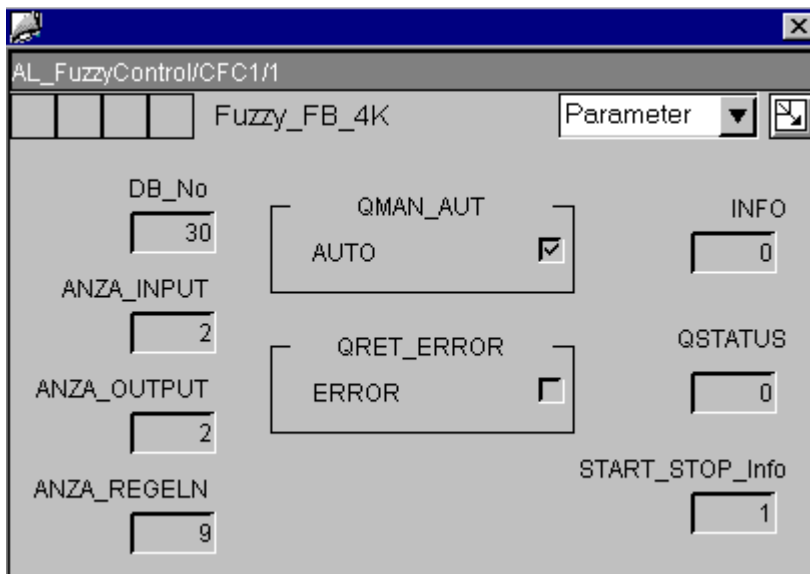 AL_FuzzyControl/CFC1/1
Fuzzy_FB_4K
Parameter
DB_No
30
ANZA_INPUT
2
ANZA_OUTPUT
2
ANZA_REGELN
9
QMAN_AUT
AUTO
QRET_ERROR
ERROR
INFO
0
QSTATUS
0
START_STOP_Info
1